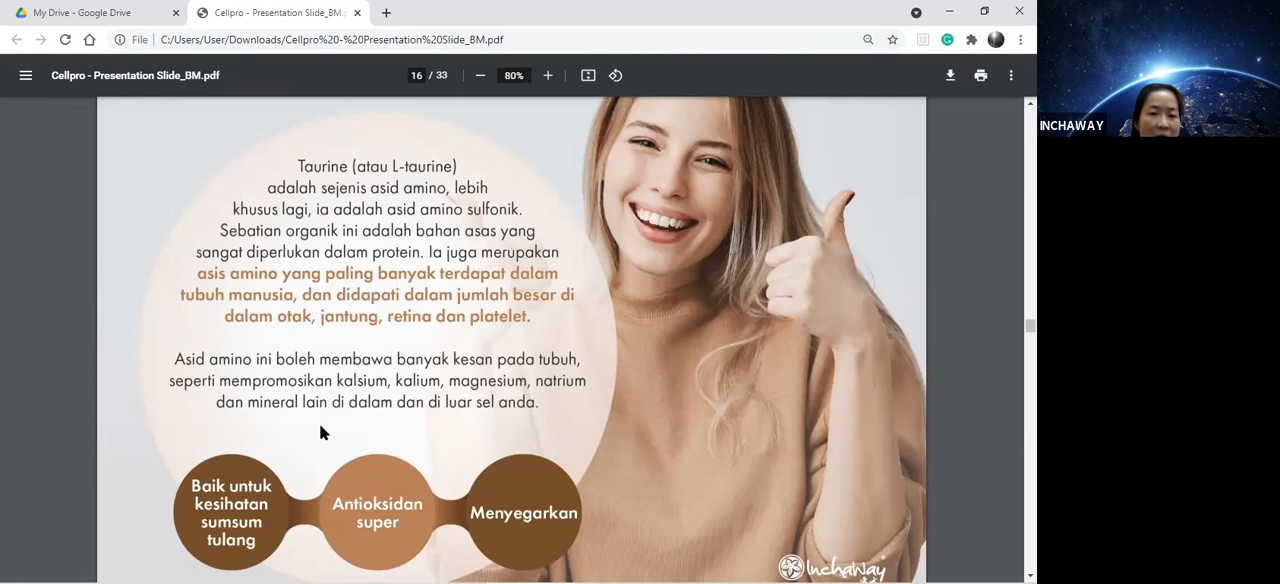 My Drive - Google Drive
Cellpro - Presentation Slide_BM.
File
C:/Users/User/Downloads/Cellpro%20-%20Presentation%20Slide_BM.pdf
Cellpro - Presentation Slide_BM.pdf
16 / 33
80%
INCHAWAY
Taurine (atau L-taurine)
adalah sejenis asid amino, lebih
khusus lagi, ia adalah asid amino sulfonik.
Sebatian organik ini adalah bahan asas yang
sangat diperlukan dalam protein. Ia juga merupakan
asis amino yang paling banyak terdapat dalam
tubuh manusia, dan didapati dalam jumlah besar di
dalam otak, jantung, retina dan platelet.
Asid amino ini boleh membawa banyak kesan pada tubuh,
seperti mempromosikan kalsium, kalium, magnesium, natrium
dan mineral lain di dalam dan di luar sel anda.
Baik untuk
kesihatan
sumsum
tulang
Antioksidan
super
Menyegarkan
InchaWay